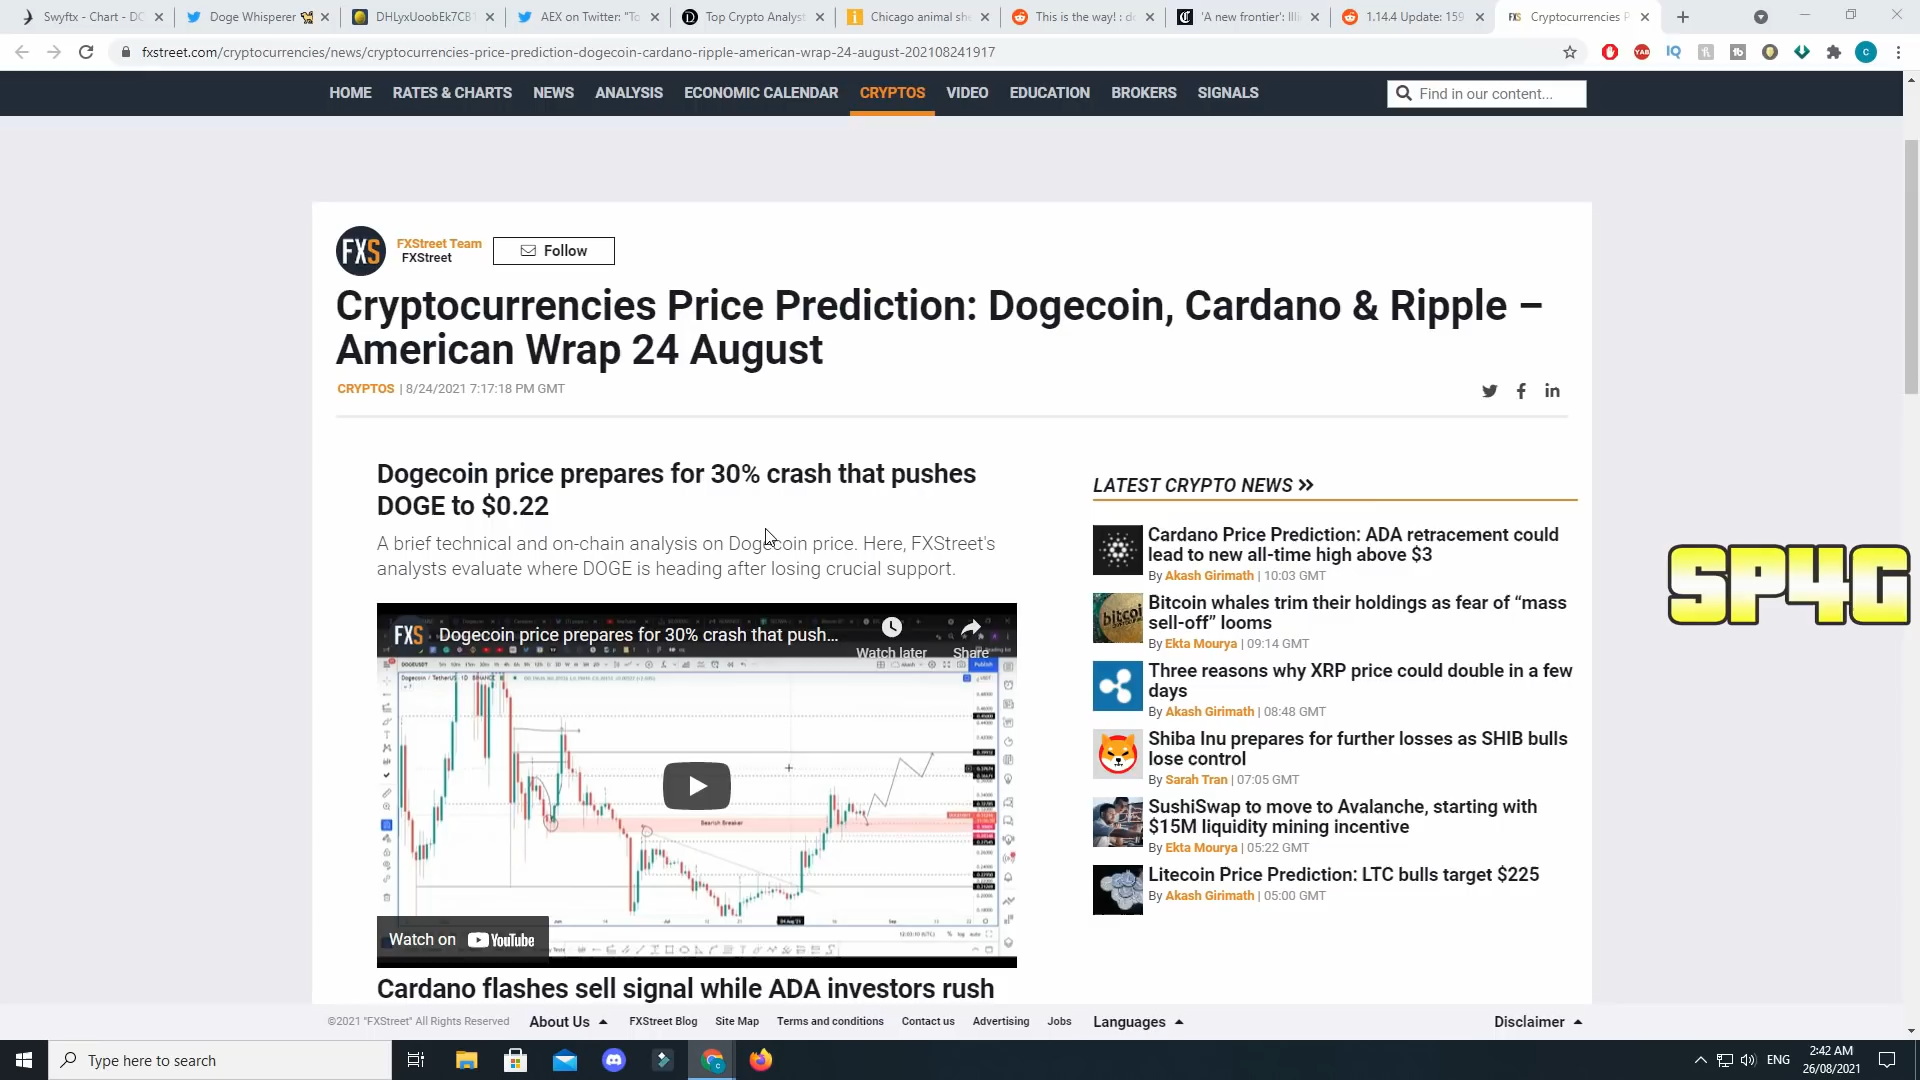 Swyftx - Chart - DO
Doge Whisperer
DHLyxUoobEk7CBT
AEX on Twitter: "To
Top Crypto Analyst
Chicago animal she
This is the way! : do
'A new frontier': Illi
1.14.4 Update: 159
Cryptocurrencies P
fxstreet.com/cryptocurrencies/news/cryptocurrencies-price-prediction-dogecoin-cardano-ripple-american-wrap-24-august-202108241917
HOME RATES & CHARTS NEWS ANALYSIS ECONOMIC CALENDAR CRYPTOS VIDEO EDUCATION BROKERS SIGNALS
Find in our content...
FXS
FXStreet Team
FXStreet
Follow
Cryptocurrencies Price Prediction: Dogecoin, Cardano & Ripple –
American Wrap 24 August
CRYPTOS | 8/24/2021 7:17:18 PM GMT
Dogecoin price prepares for 30% crash that pushes
DOGE to $0.22
A brief technical and on-chain analysis on Dogecoin price. Here, FXStreet's
analysts evaluate where DOGE is heading after losing crucial support.
FXS
Dogecoin price prepares for 30% crash that push...
Watch later
Share
Publish
Dogecoin / TetherUS
Bearish Breaker
Watch on YouTube
Cardano flashes sell signal while ADA investors rush
LATEST CRYPTO NEWS >>
Cardano Price Prediction: ADA retracement could
lead to new all-time high above $3
By Akash Girimath | 10:03 GMT
Bitcoin whales trim their holdings as fear of “mass
sell-off” looms
By Ekta Mourya | 09:14 GMT
Three reasons why XRP price could double in a few
days
By Akash Girimath | 08:48 GMT
Shiba Inu prepares for further losses as SHIB bulls
lose control
By Sarah Tran | 07:05 GMT
SushiSwap to move to Avalanche, starting with
$15M liquidity mining incentive
By Ekta Mourya | 05:22 GMT
Litecoin Price Prediction: LTC bulls target $225
By Akash Girimath | 05:00 GMT
SP4G
©2021 "FXStreet" All Rights Reserved About Us FXStreet Blog Site Map Terms and conditions Contact us Advertising Jobs Languages Disclaimer
Type here to search
ENG
2:42 AM
26/08/2021